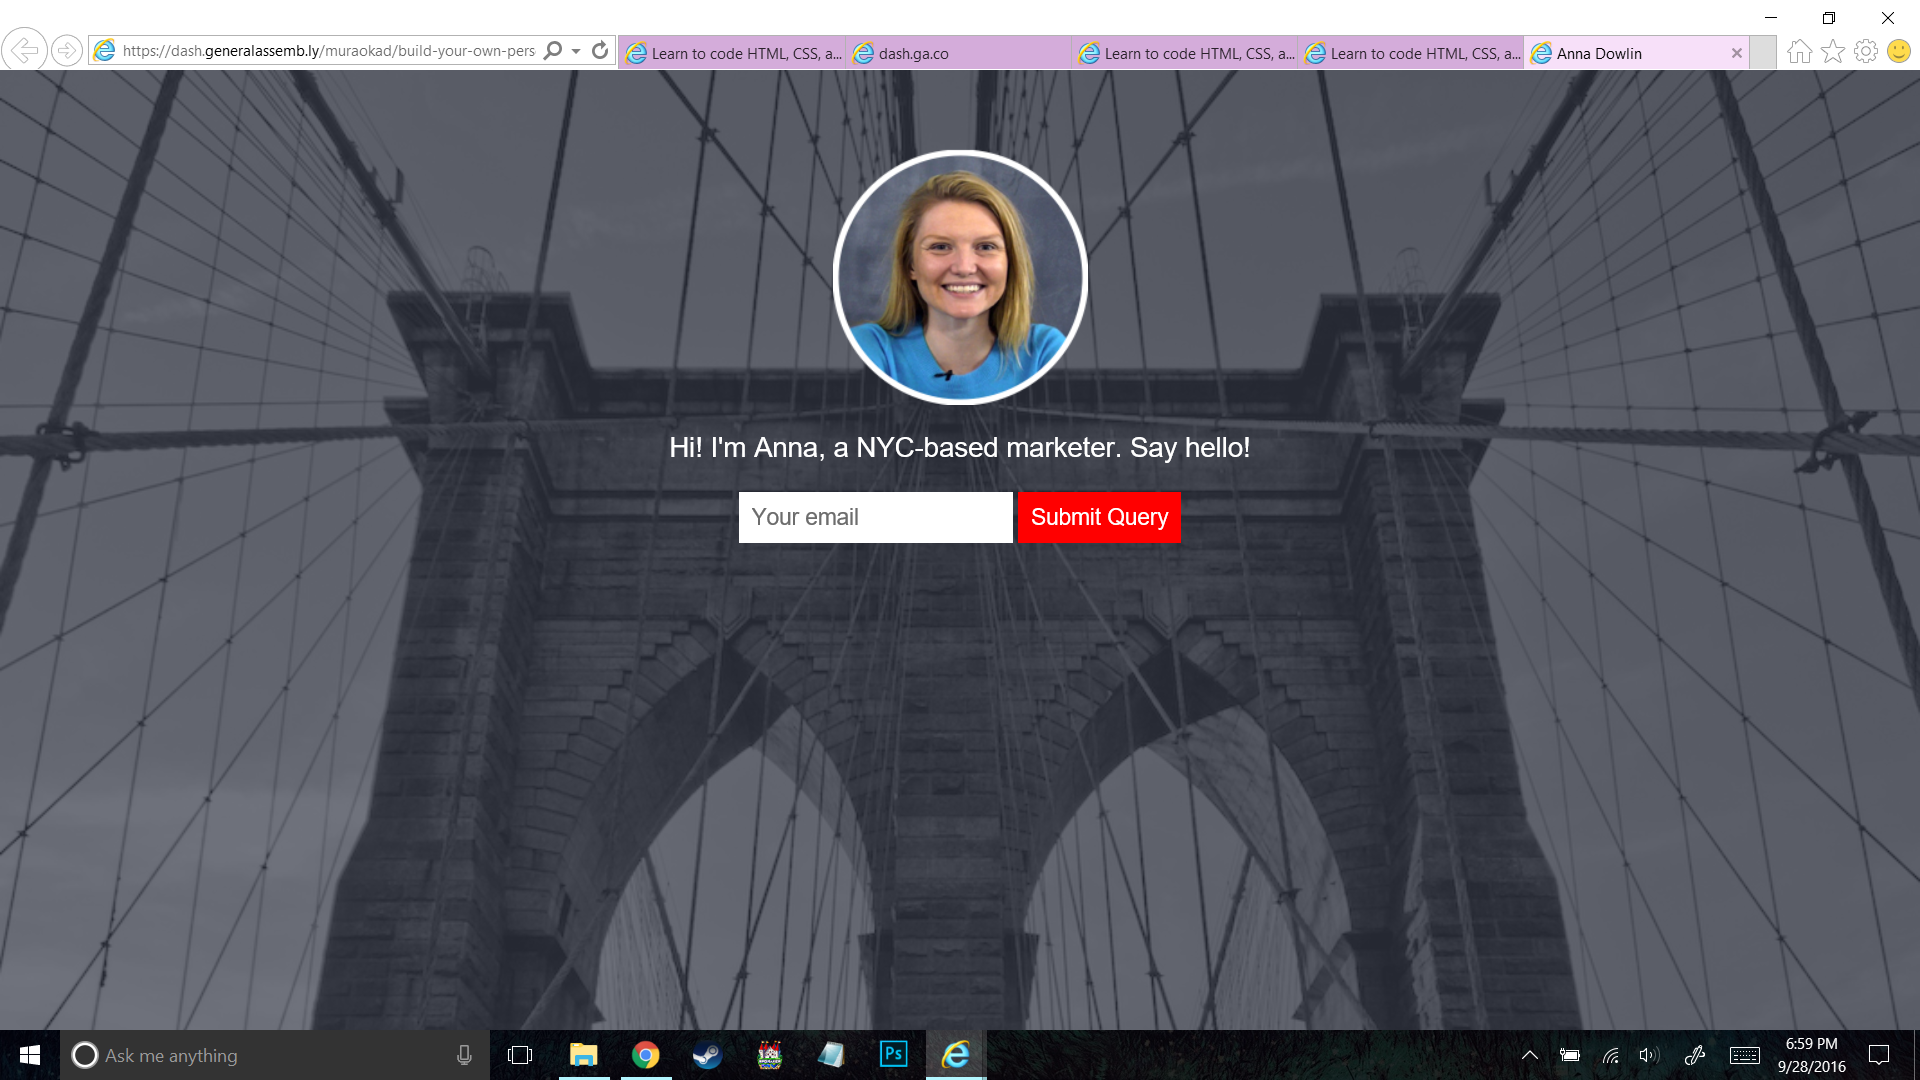 https://dash.generalassemb.ly/muraokad/build-your-own-pers
Learn to code HTML, CSS, a...
dash.ga.co
Learn to code HTML, CSS, a...
Learn to code HTML, CSS, a...
Anna Dowlin
Hi! I'm Anna, a NYC-based marketer. Say hello!
Your email
Submit Query
Ask me anything
Ps
6:59 PM
9/28/2016